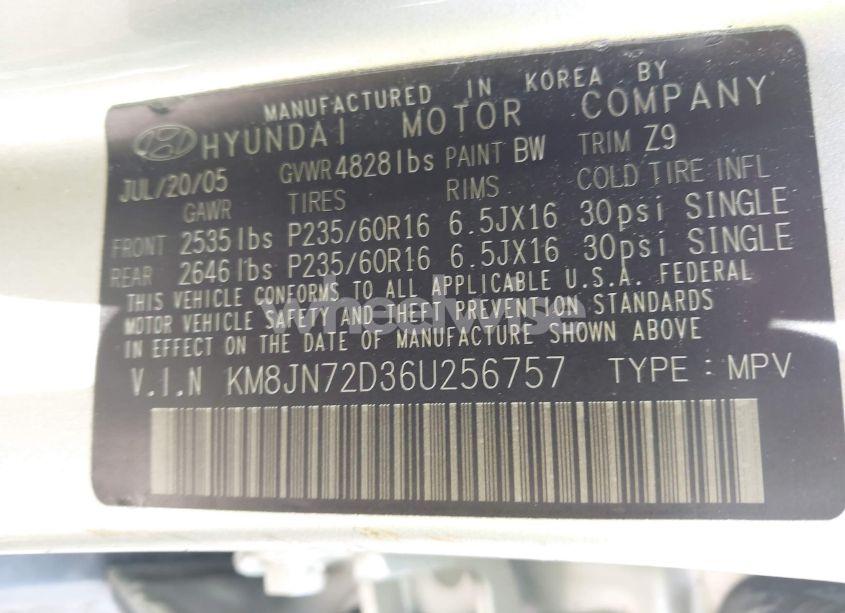 MANUFACTURED IN KOREA BY
HYUNDAI MOTOR COMPANY
JUL/20/05 GVWR 4828lbs PAINT BW TRIM Z9
GAWR TIRES RIMS COLD TIRE INFL
FRONT 2535lbs P235/60R16 6.5JX16 30psi SINGLE
REAR 2646lbs P235/60R16 6.5JX16 30psi SINGLE
THIS VEHICLE CONFORMS TO ALL APPLICABLE U.S.A. FEDERAL
MOTOR VEHICLE SAFETY AND THEFT PREVENTION STANDARDS
IN EFFECT ON THE DATE OF MANUFACTURE SHOWN ABOVE
wheelwise
V.I.N KM8JN72D36U256757 TYPE: MPV